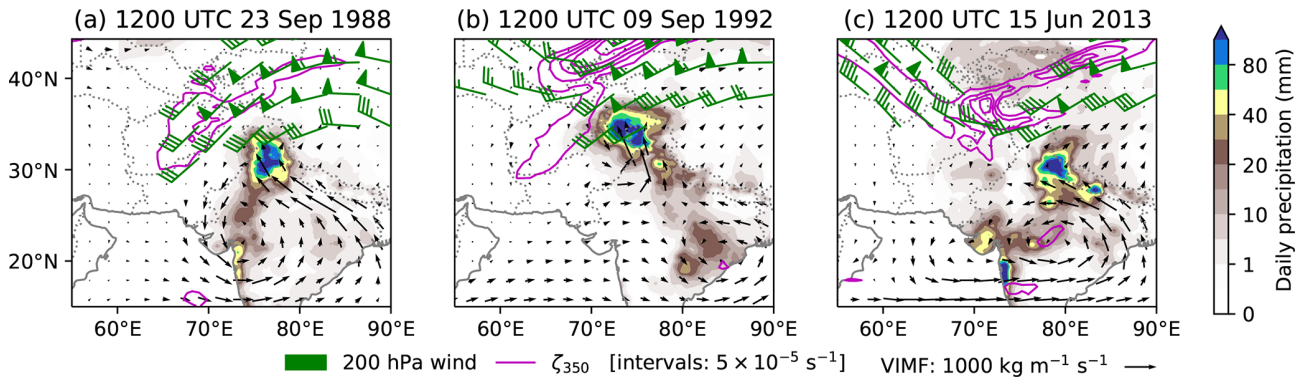 (a) 1200 UTC 23 Sep 1988
(b) 1200 UTC 09 Sep 1992
(c) 1200 UTC 15 Jun 2013
40°N
30°N
20°N
60°E 70°E 80°E 90°E
60°E 70°E 80°E 90°E
60°E 70°E 80°E 90°E
80
40
20
10
1
0
Daily precipitation (mm)
200 hPa wind ζ₃₅₀ [intervals: 5 × 10⁻⁵ s⁻¹] VIMF: 1000 kg m⁻¹ s⁻¹